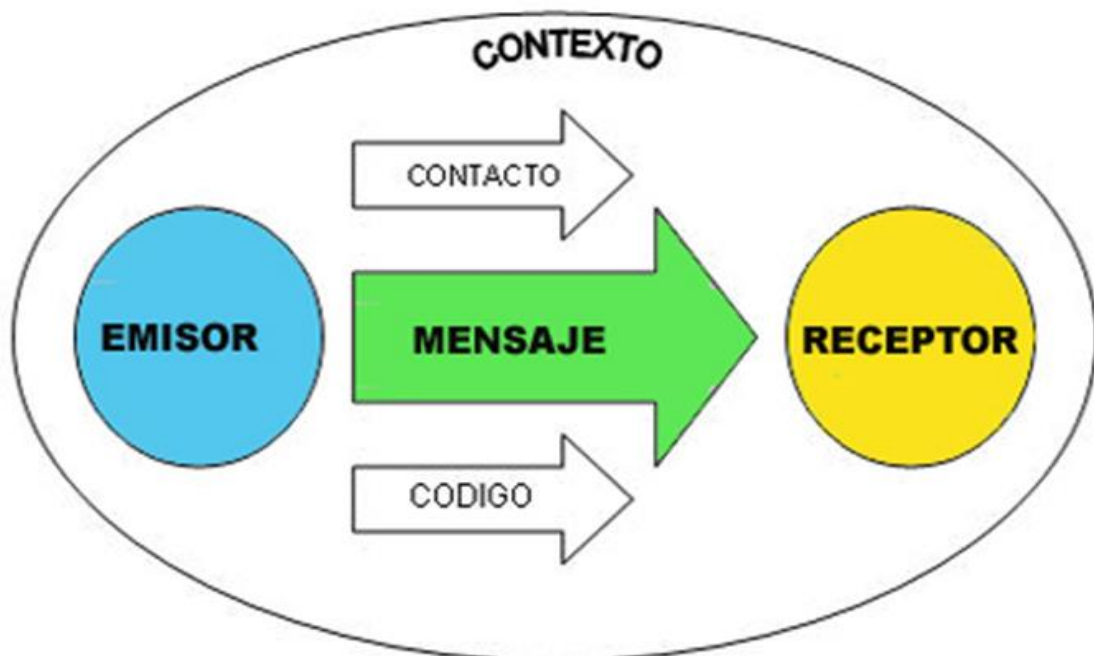 CONTEXTO
CONTACTO
EMISOR
MENSAJE
RECEPTOR
CODIGO